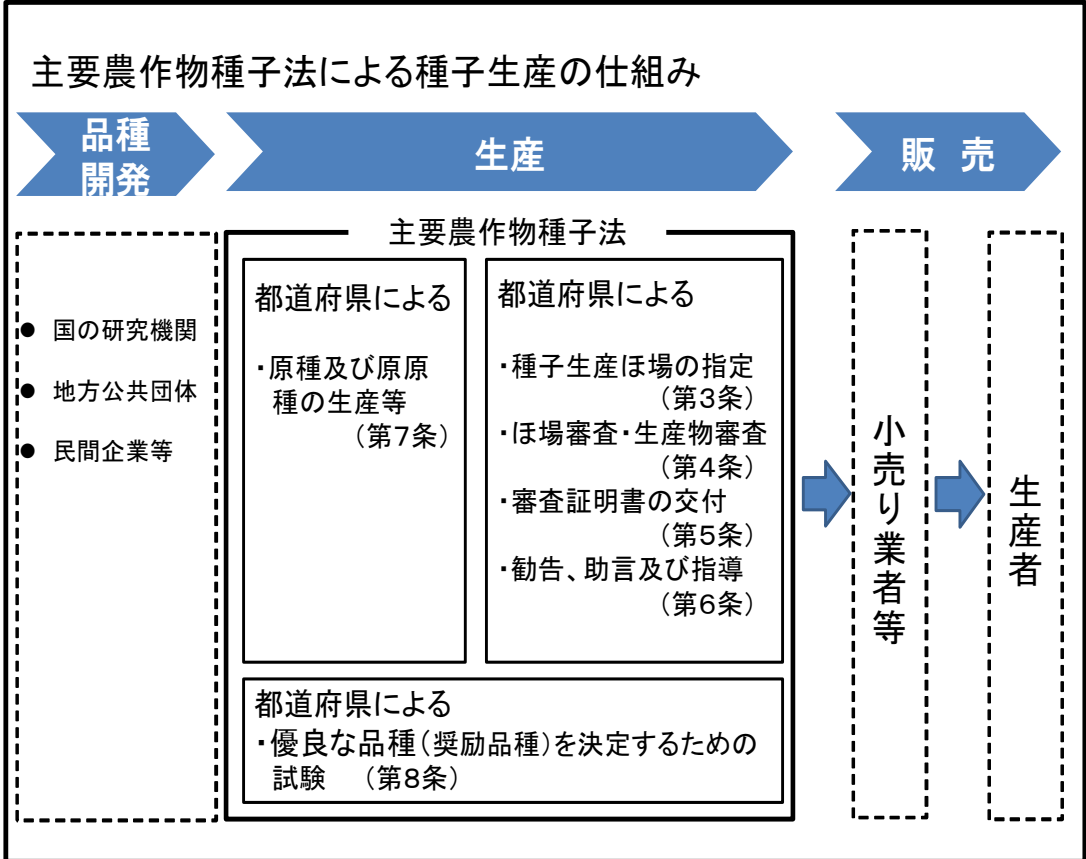 主要農作物種子法による種子生産の仕組み
品種
開発
生産
販 売
● 国の研究機関
● 地方公共団体
● 民間企業等
主要農作物種子法
都道府県による
・原種及び原原
種の生産等
（第7条）
都道府県による
・種子生産ほ場の指定
（第3条）
・ほ場審査・生産物審査
（第4条）
・審査証明書の交付
（第5条）
・勧告、助言及び指導
（第6条）
都道府県による
・優良な品種（奨励品種）を決定するための
試験 （第8条）
小売り業者等
生産者